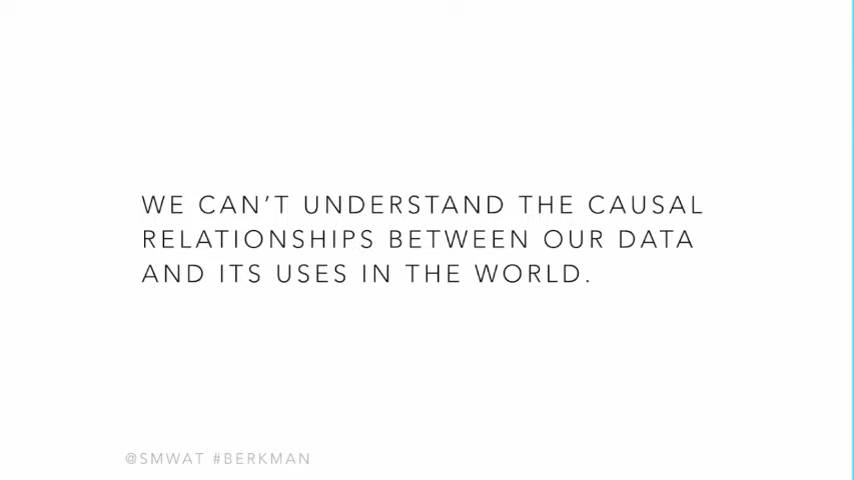 WE CAN’T UNDERSTAND THE CAUSAL
RELATIONSHIPS BETWEEN OUR DATA
AND ITS USES IN THE WORLD.
@SMWAT #BERKMAN